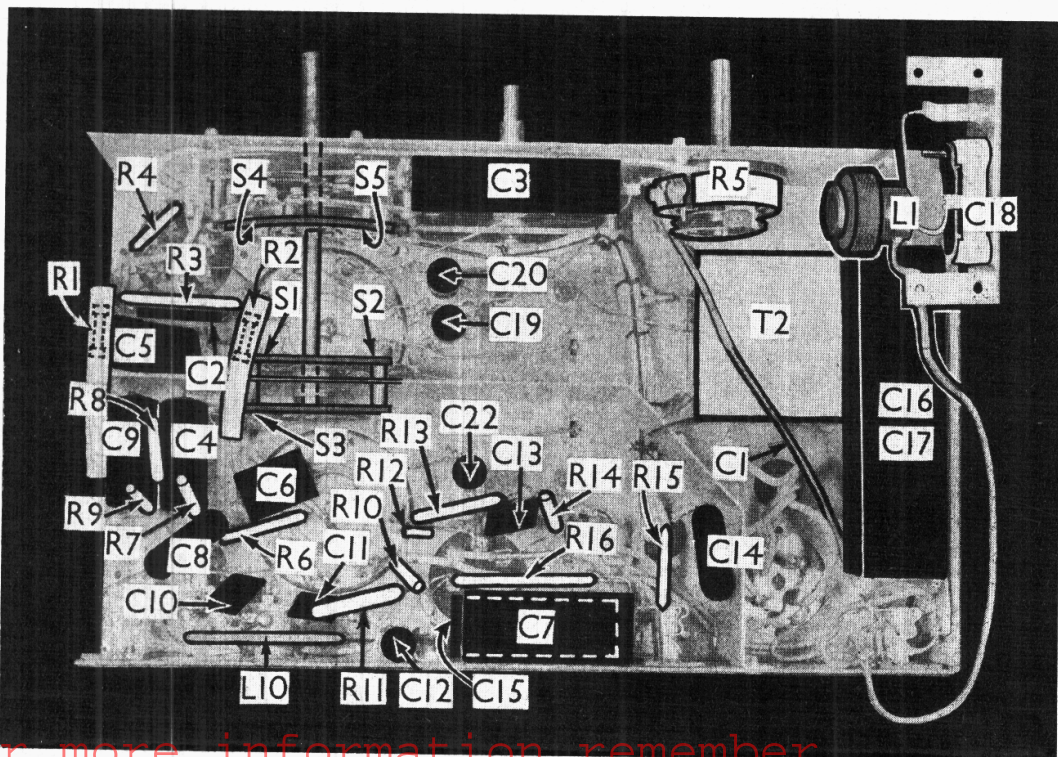 R4
S4
S5
C3
R5
L1
C18
R3
R2
R1
S1
S2
C20
C19
T2
C5
C2
R8
C9
C4
S3
R13
C22
C13
R12
R14
R15
C1
C16
C17
C6
R10
R9
R7
C8
R6
C11
R16
C14
C10
C7
L10
R11
C12
C15
r more information remember